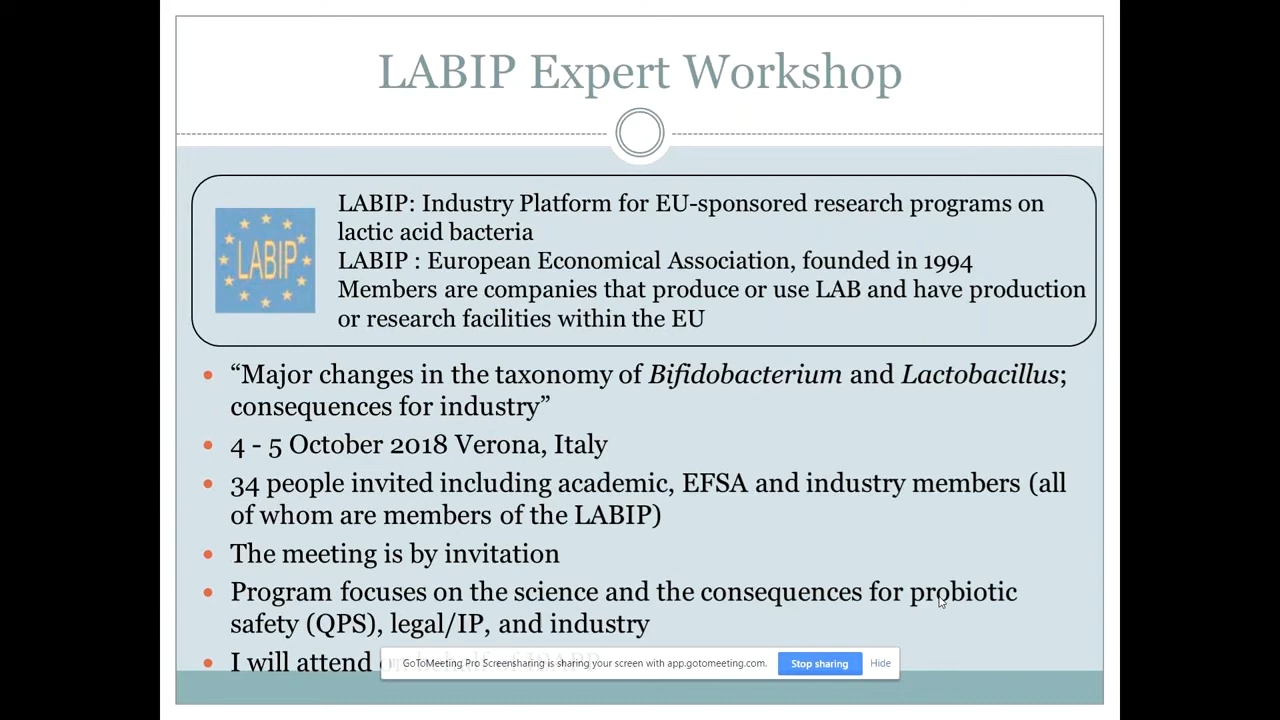 LABIP Expert Workshop
LABIP
LABIP: Industry Platform for EU-sponsored research programs on
lactic acid bacteria
LABIP : European Economical Association, founded in 1994
Members are companies that produce or use LAB and have production
or research facilities within the EU
• “Major changes in the taxonomy of Bifidobacterium and Lactobacillus;
consequences for industry”
• 4 - 5 October 2018 Verona, Italy
• 34 people invited including academic, EFSA and industry members (all
of whom are members of the LABIP)
• The meeting is by invitation
• Program focuses on the science and the consequences for probiotic
safety (QPS), legal/IP, and industry
• I will attend
GoToMeeting Pro Screensharing is sharing your screen with app.gotomeeting.com.
Stop sharing
Hide